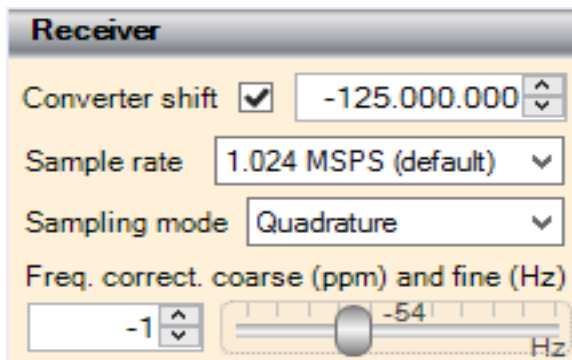 Receiver
Converter shift -125.000.000
Sample rate 1.024 MSPS (default)
Sampling mode Quadrature
Freq. correct. coarse (ppm) and fine (Hz)
-1 -54
Hz